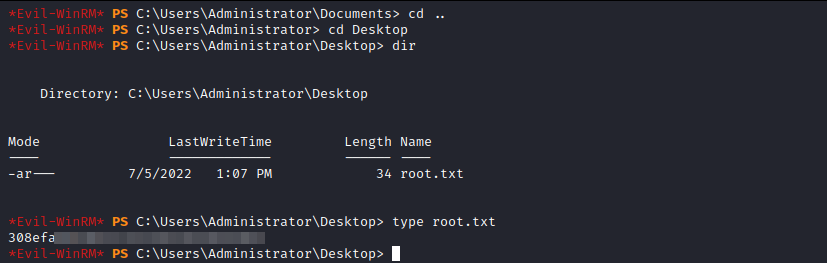 *Evil-WinRM* PS C:\Users\Administrator\Documents> cd ..
*Evil-WinRM* PS C:\Users\Administrator> cd Desktop
*Evil-WinRM* PS C:\Users\Administrator\Desktop> dir
Directory: C:\Users\Administrator\Desktop
Mode LastWriteTime Length Name
---- ------------- ------ ----
-ar--- 7/5/2022 1:07 PM 34 root.txt
*Evil-WinRM* PS C:\Users\Administrator\Desktop> type root.txt
308efa
*Evil-WinRM* PS C:\Users\Administrator\Desktop>